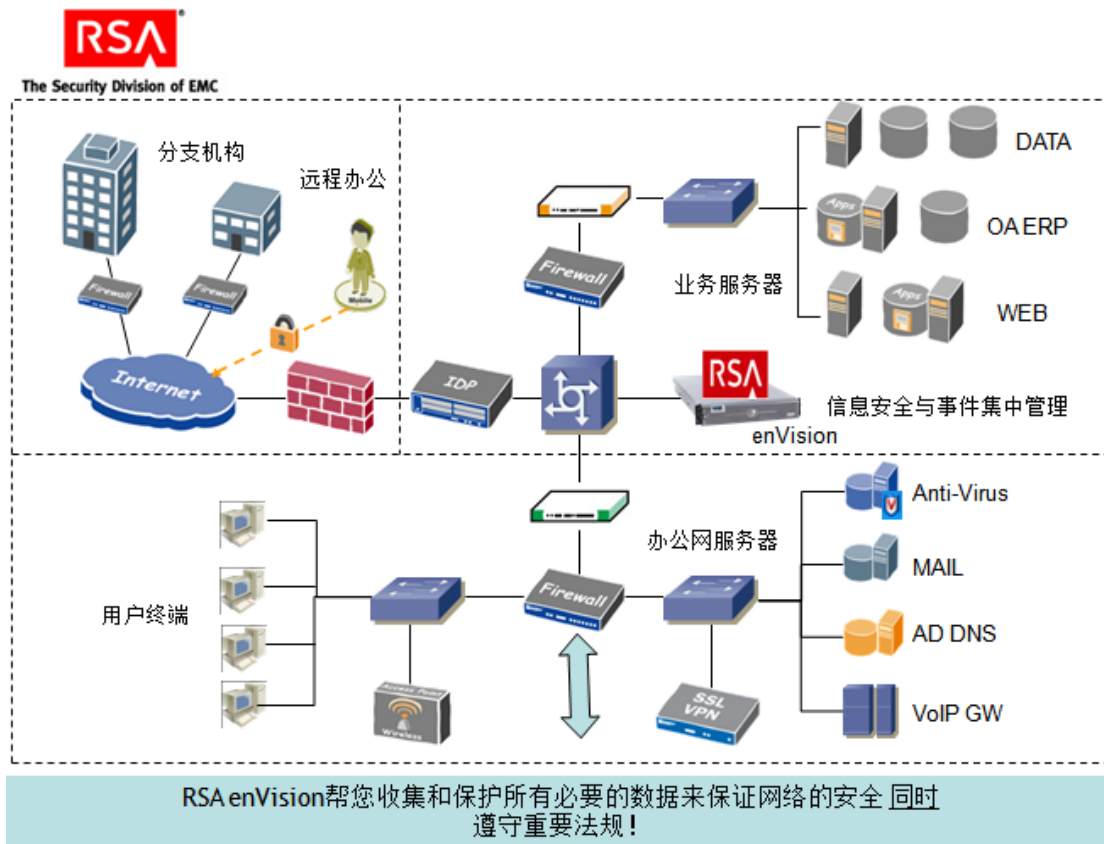 RSA
The Security Division of EMC
分支机构
远程办公
Firewall
Firewall
Mobile
Internet
IDP
Firewall
业务服务器
DATA
Apps
OA ERP
Apps
WEB
RSA
enVision
信息安全与事件集中管理
用户终端
Access Point
Wireless
Firewall
办公网服务器
SSL
VPN
Anti-Virus
MAIL
AD DNS
VoIP GW
RSA enVision帮您收集和保护所有必要的数据来保证网络的安全 同时
遵守重要法规！